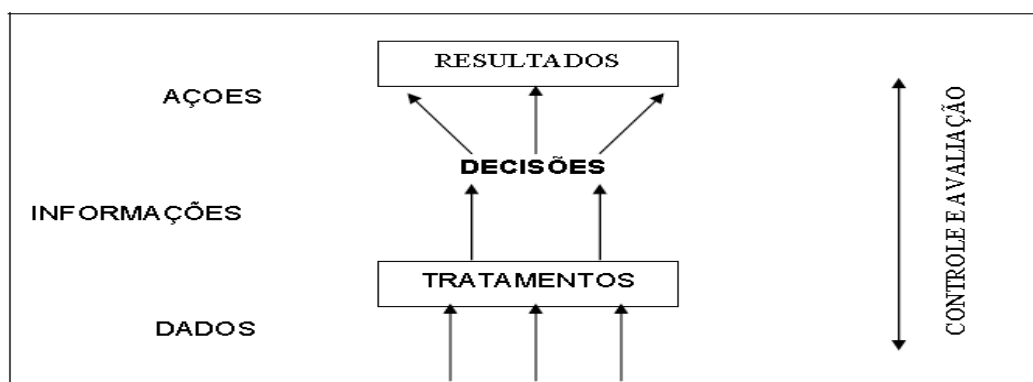 RESULTADOS
AÇOES
DECISÕES
INFORMAÇÕES
TRATAMENTOS
DADOS
CONTROLE E AVALIAÇÃO